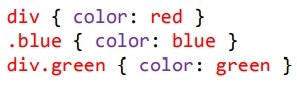 div { color: red }
.blue { color: blue }
div.green { color: green }